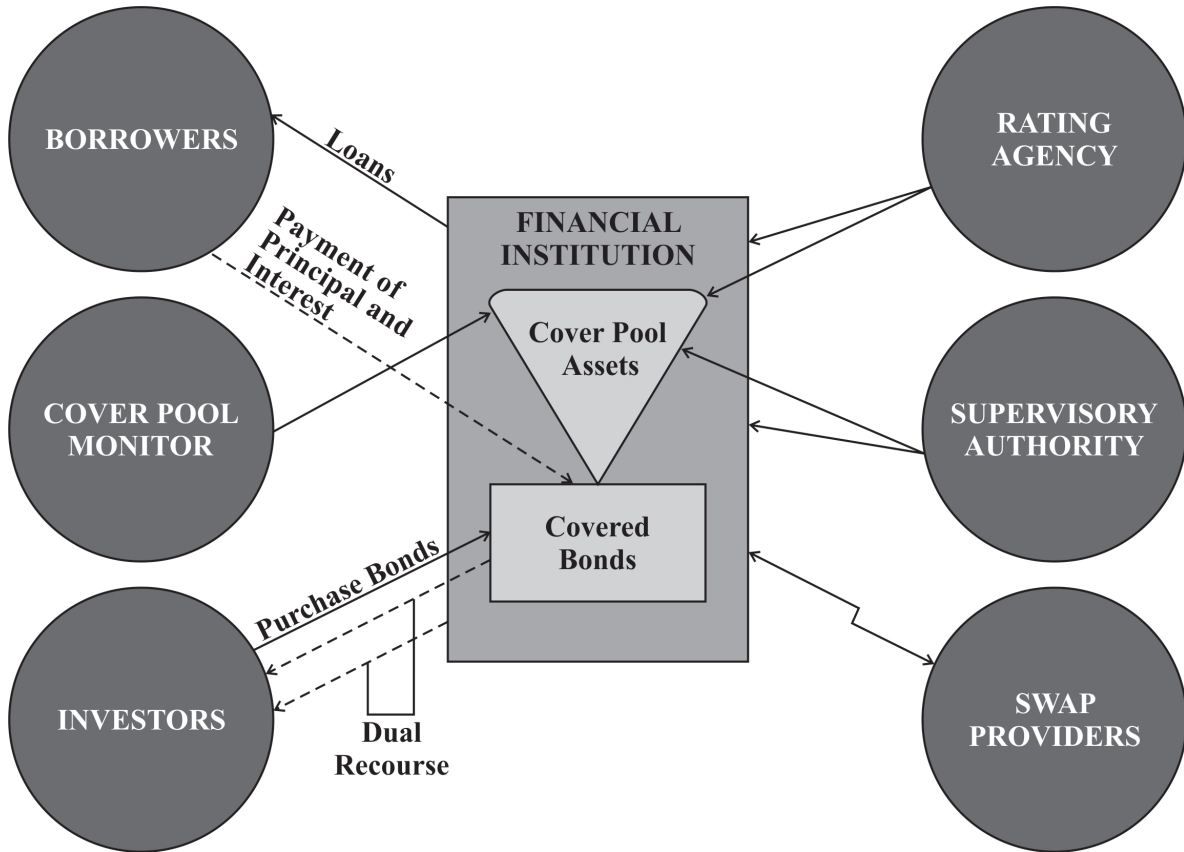 BORROWERS
Loans
Payment of
Principal and
Interest
COVER POOL
MONITOR
Purchase Bonds
INVESTORS
Dual
Recourse
FINANCIAL
INSTITUTION
Cover Pool
Assets
Covered
Bonds
RATING
AGENCY
SUPERVISORY
AUTHORITY
SWAP
PROVIDERS